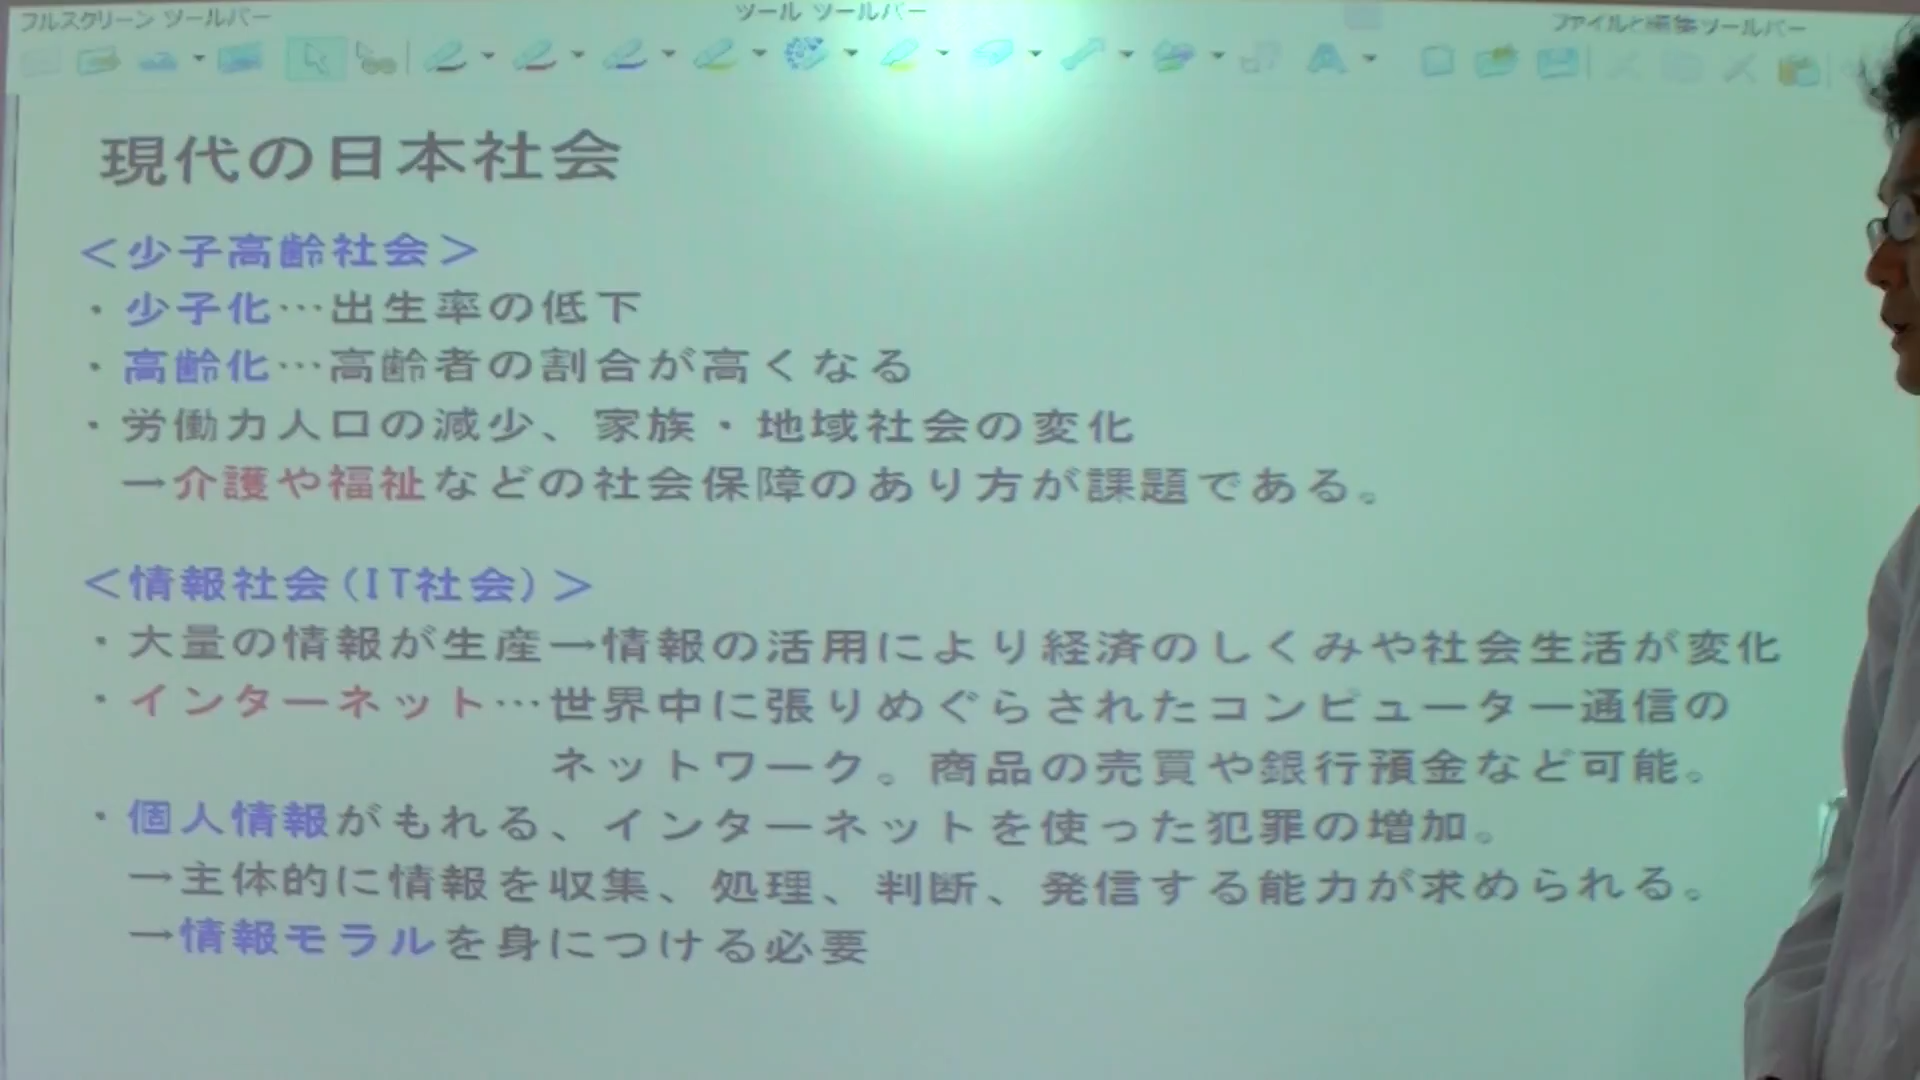 フルスクリーン ツールバー
ツール ツールバー
ファイルと編集ツールバー
現代の日本社会
＜少子高齢社会＞
・少子化…出生率の低下
・高齢化…高齢者の割合が高くなる
・労働力人口の減少、家族・地域社会の変化
→介護や福祉などの社会保障のあり方が課題である。
＜情報社会(IT社会)＞
・大量の情報が生産→情報の活用により経済のしくみや社会生活が変化
・インターネット…世界中に張りめぐらされたコンピューター通信の
ネットワーク。商品の売買や銀行預金など可能。
・個人情報がもれる、インターネットを使った犯罪の増加。
→主体的に情報を収集、処理、判断、発信する能力が求められる。
→情報モラルを身につける必要